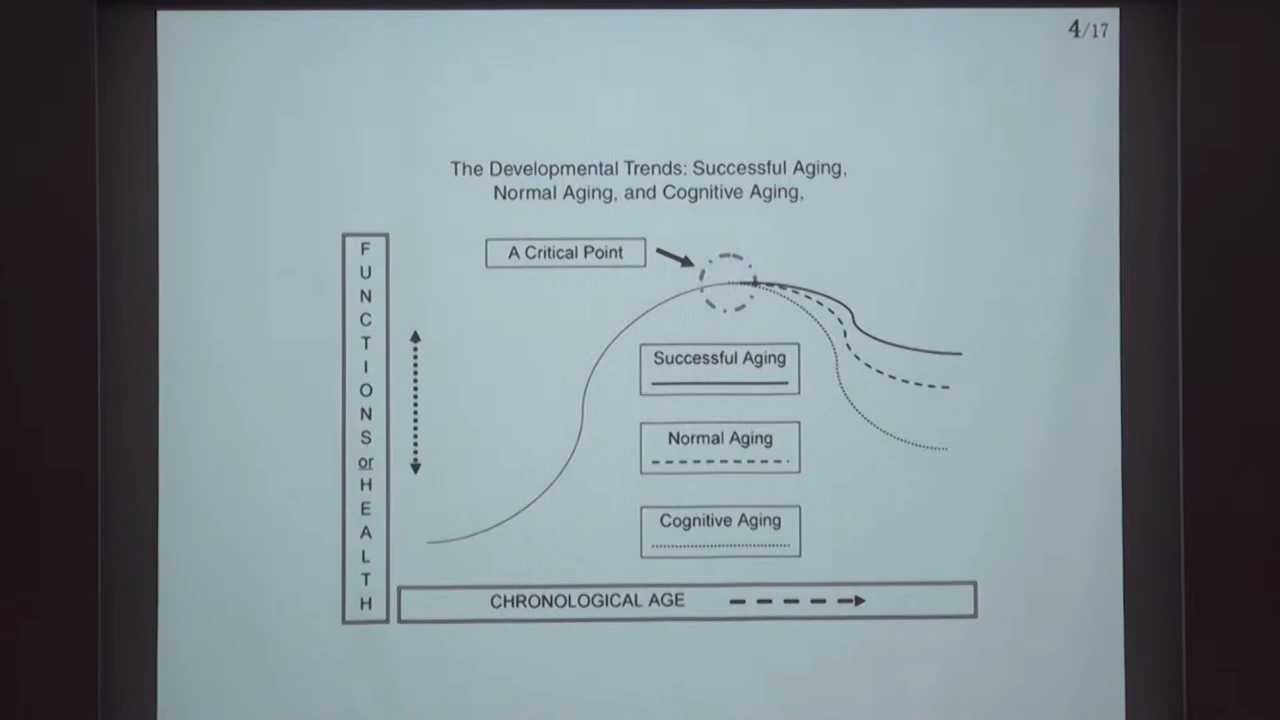 4/17
The Developmental Trends: Successful Aging,
Normal Aging, and Cognitive Aging,
A Critical Point
F
U
N
C
T
I
O
N
S
or
H
E
A
L
T
H
Successful Aging
Normal Aging
Cognitive Aging
CHRONOLOGICAL AGE